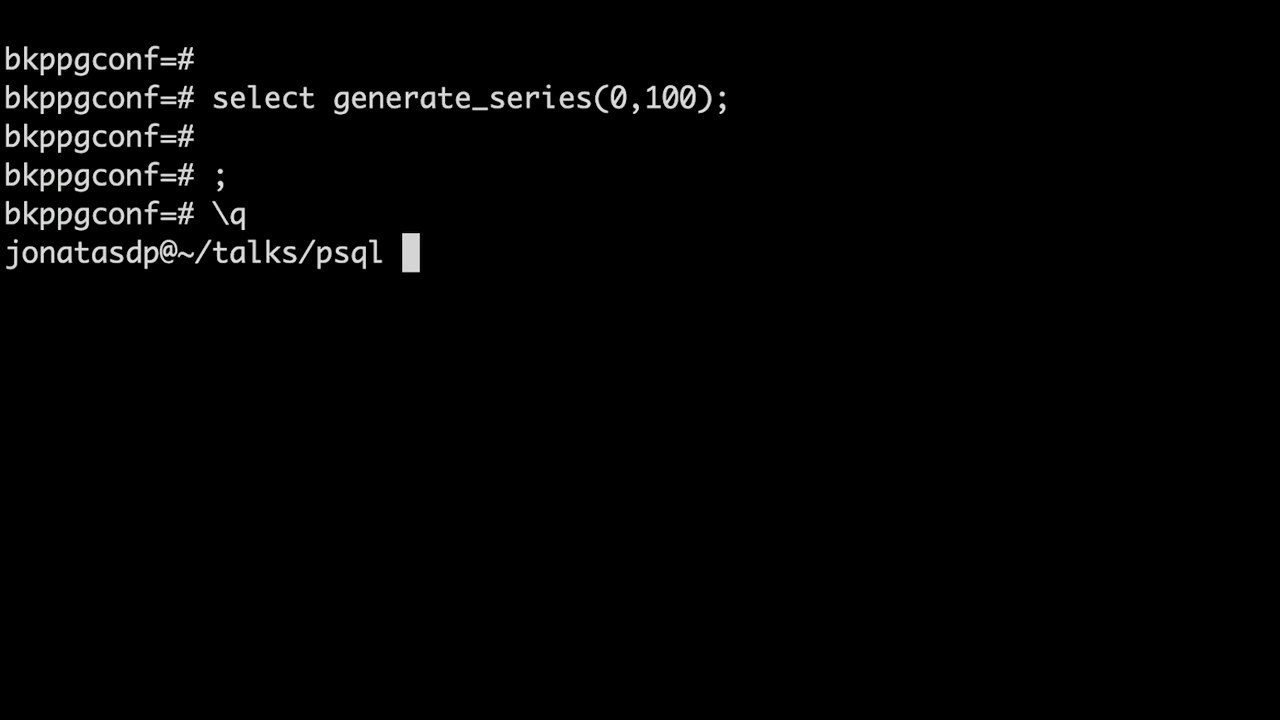 bkppgconf=#
bkppgconf=# select generate_series(0,100);
bkppgconf=#
bkppgconf=# ;
bkppgconf=# \q
jonatasdp@~/talks/psql